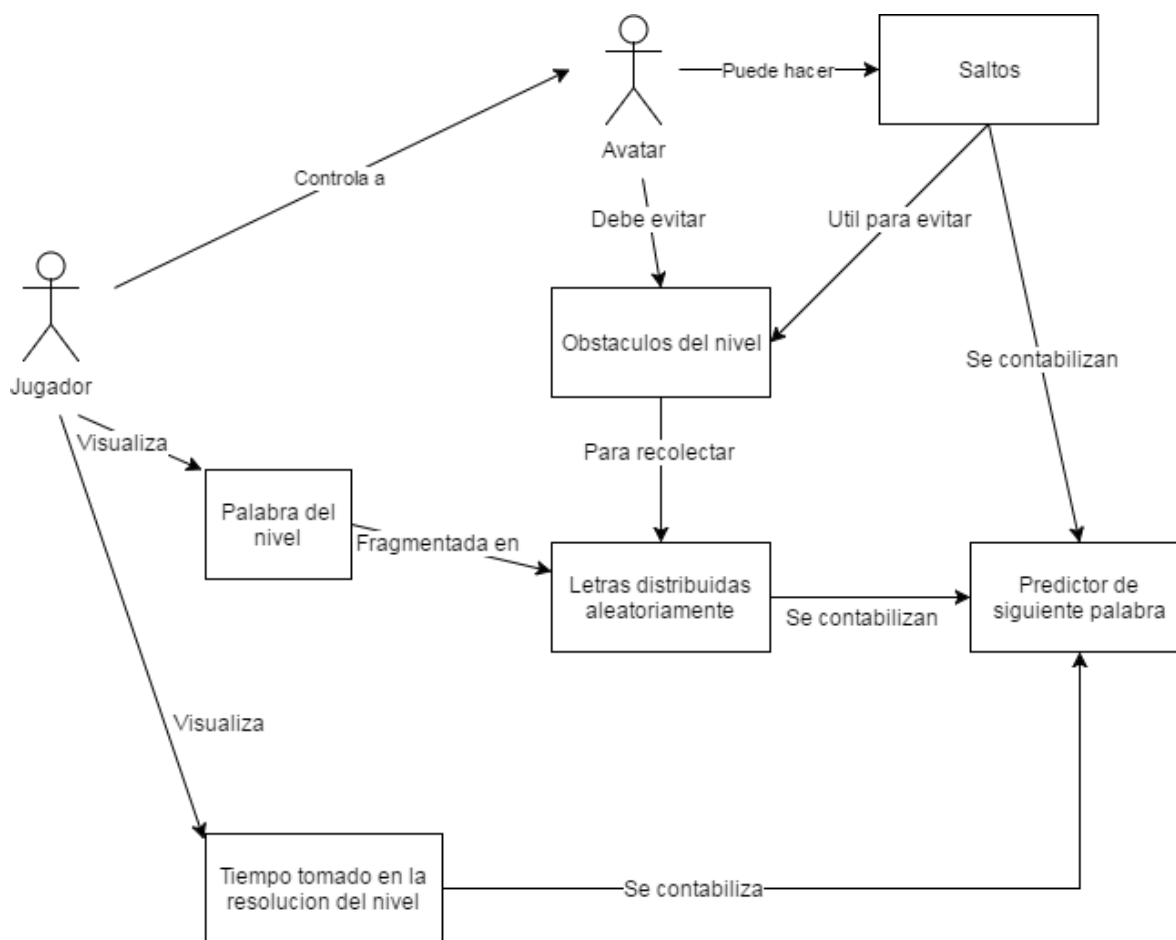 Puede hacer
Saltos
Avatar
Controla a
Debe evitar
Util para evitar
Obstaculos del nivel
Se contabilizan
Jugador
Visualiza
Para recolectar
Palabra del
nivel
Fragmentada en
Letras distribuidas
aleatoriamente
Se contabilizan
Predictor de
siguiente palabra
Visualiza
Tiempo tomado en la
resolucion del nivel
Se contabiliza